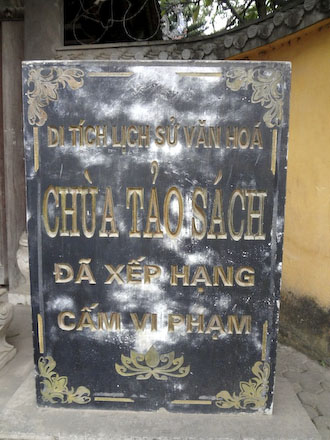 DI TÍCH LỊCH SỬ VĂN HOÁ
CHÙA TẢO SÁCH
ĐÃ XẾP HẠNG
CẤM VI PHẠM